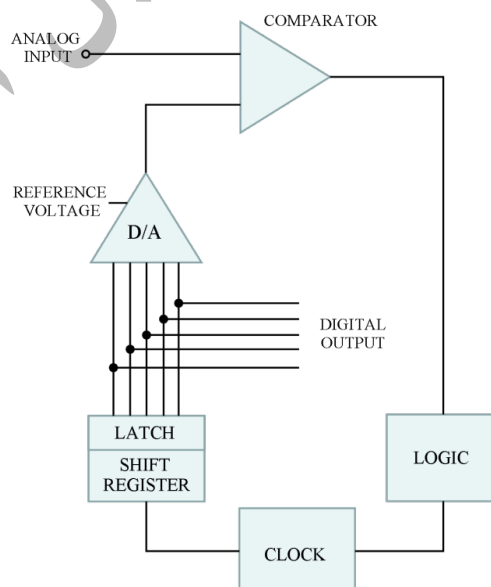 COMPARATOR
ANALOG
INPUT
REFERENCE
VOLTAGE
D/A
DIGITAL
OUTPUT
LATCH
SHIFT
REGISTER
LOGIC
CLOCK